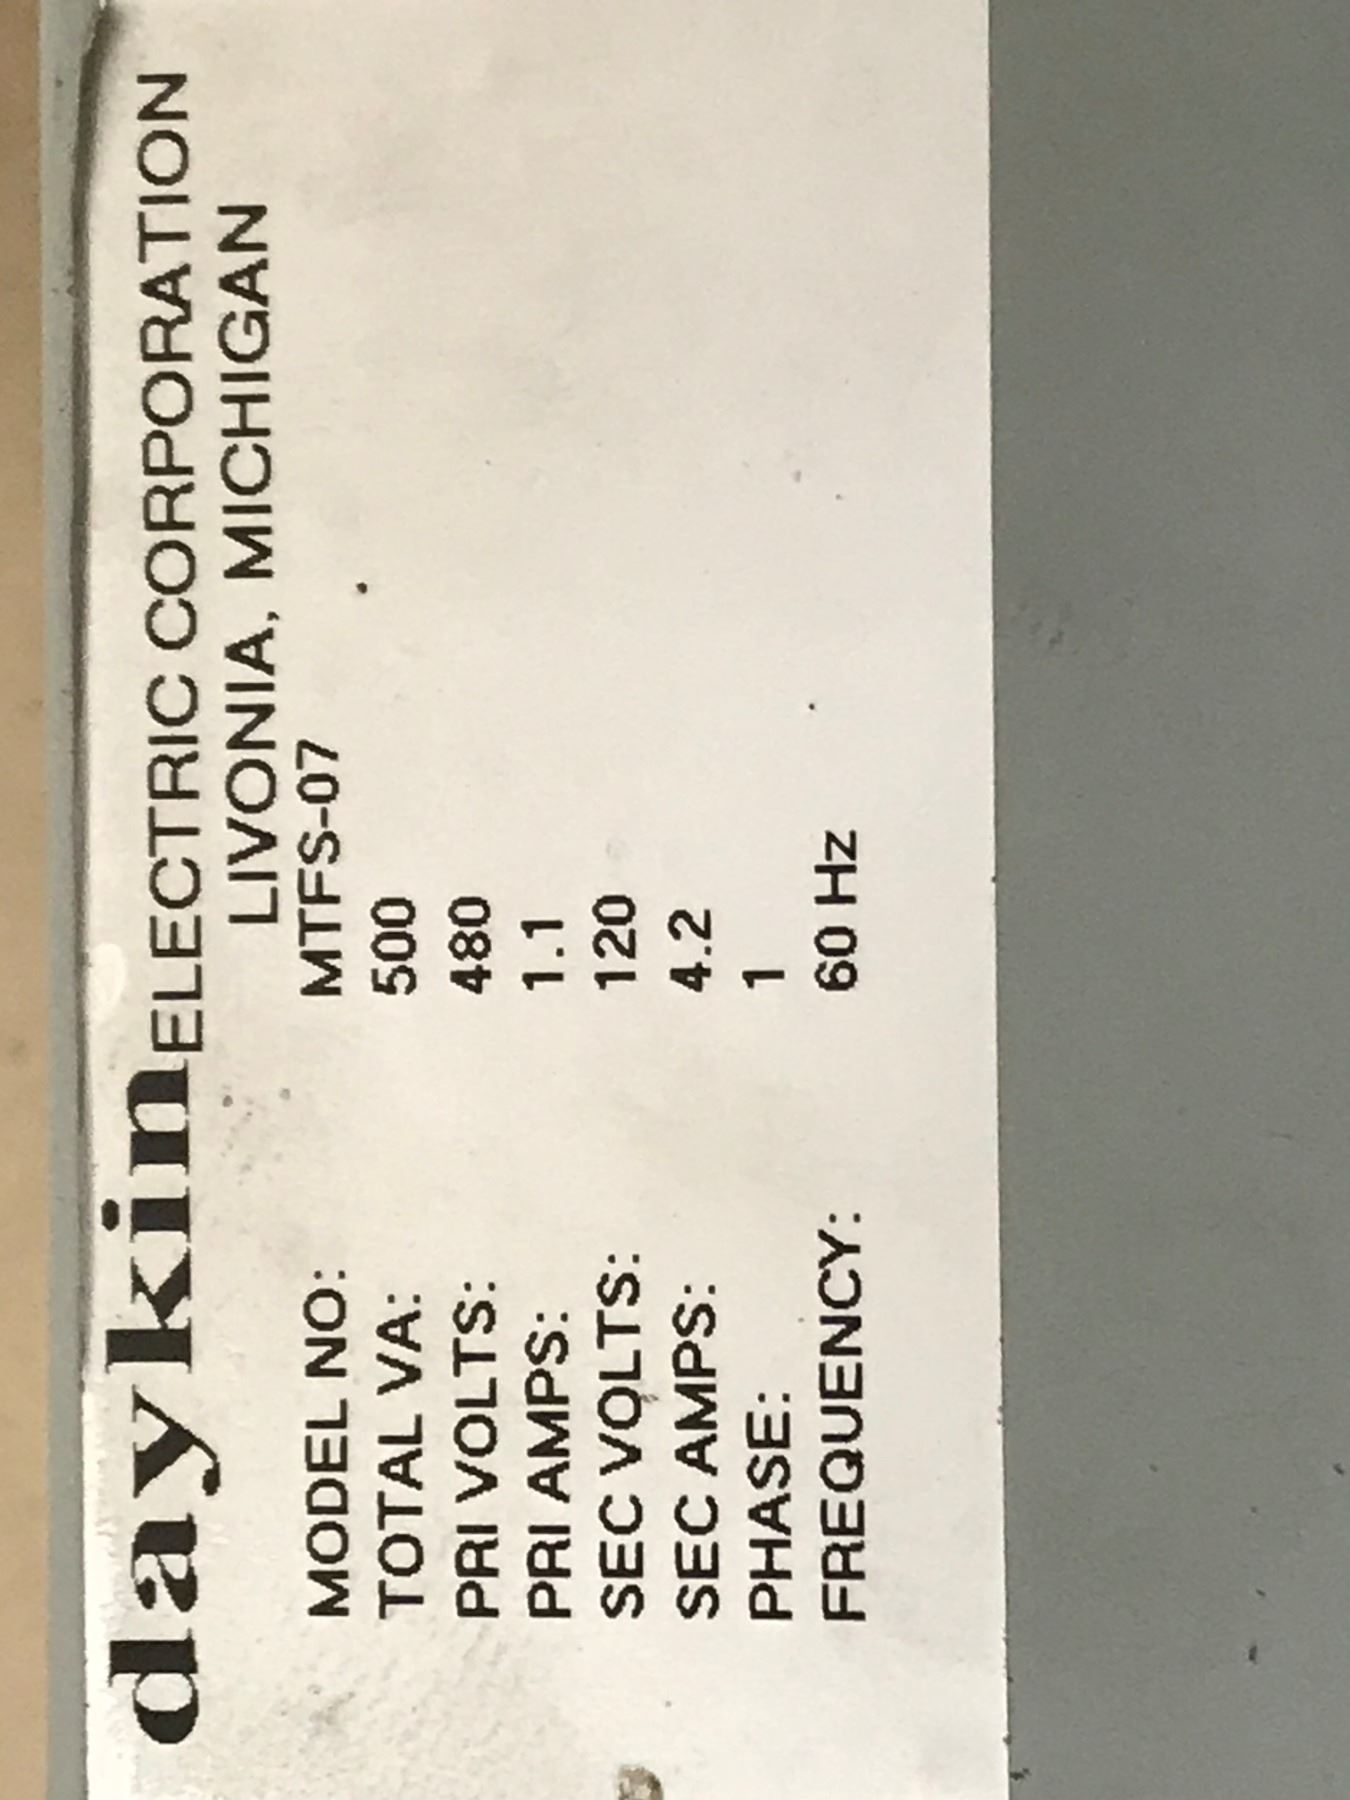 daykin ELECTRIC CORPORATION
LIVONIA, MICHIGAN
MODEL NO: MTFS-07
TOTAL VA: 500
PRI VOLTS: 480
PRI AMPS: 1.1
SEC VOLTS: 120
SEC AMPS: 4.2
PHASE: 1
FREQUENCY: 60 Hz